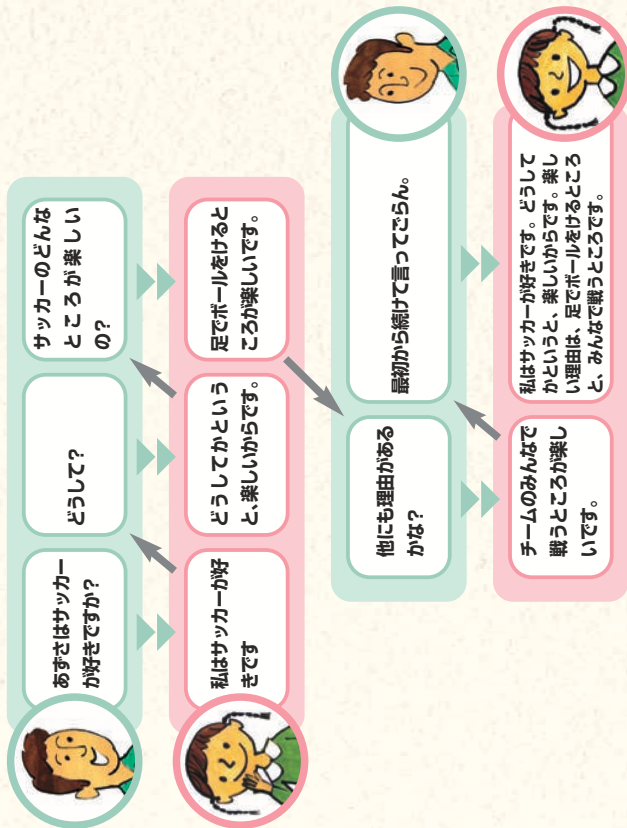 あずさはサッカー
が好きですか?
私はサッカーが好
きです
どうして?
どうしてかという
と、楽しいからです。
サッカーのどんな
ところが楽しい
の?
足でボールをけると
ころが楽しいです。
他にも理由がある
かな?
チームのみんなで
戦うところが楽し
いです。
最初から続けて言ってごらん。
私はサッカーが好きです。どうして
かというと、楽しいからです。楽し
い理由は、足でボールをけるところ
と、みんなで戦うところです。